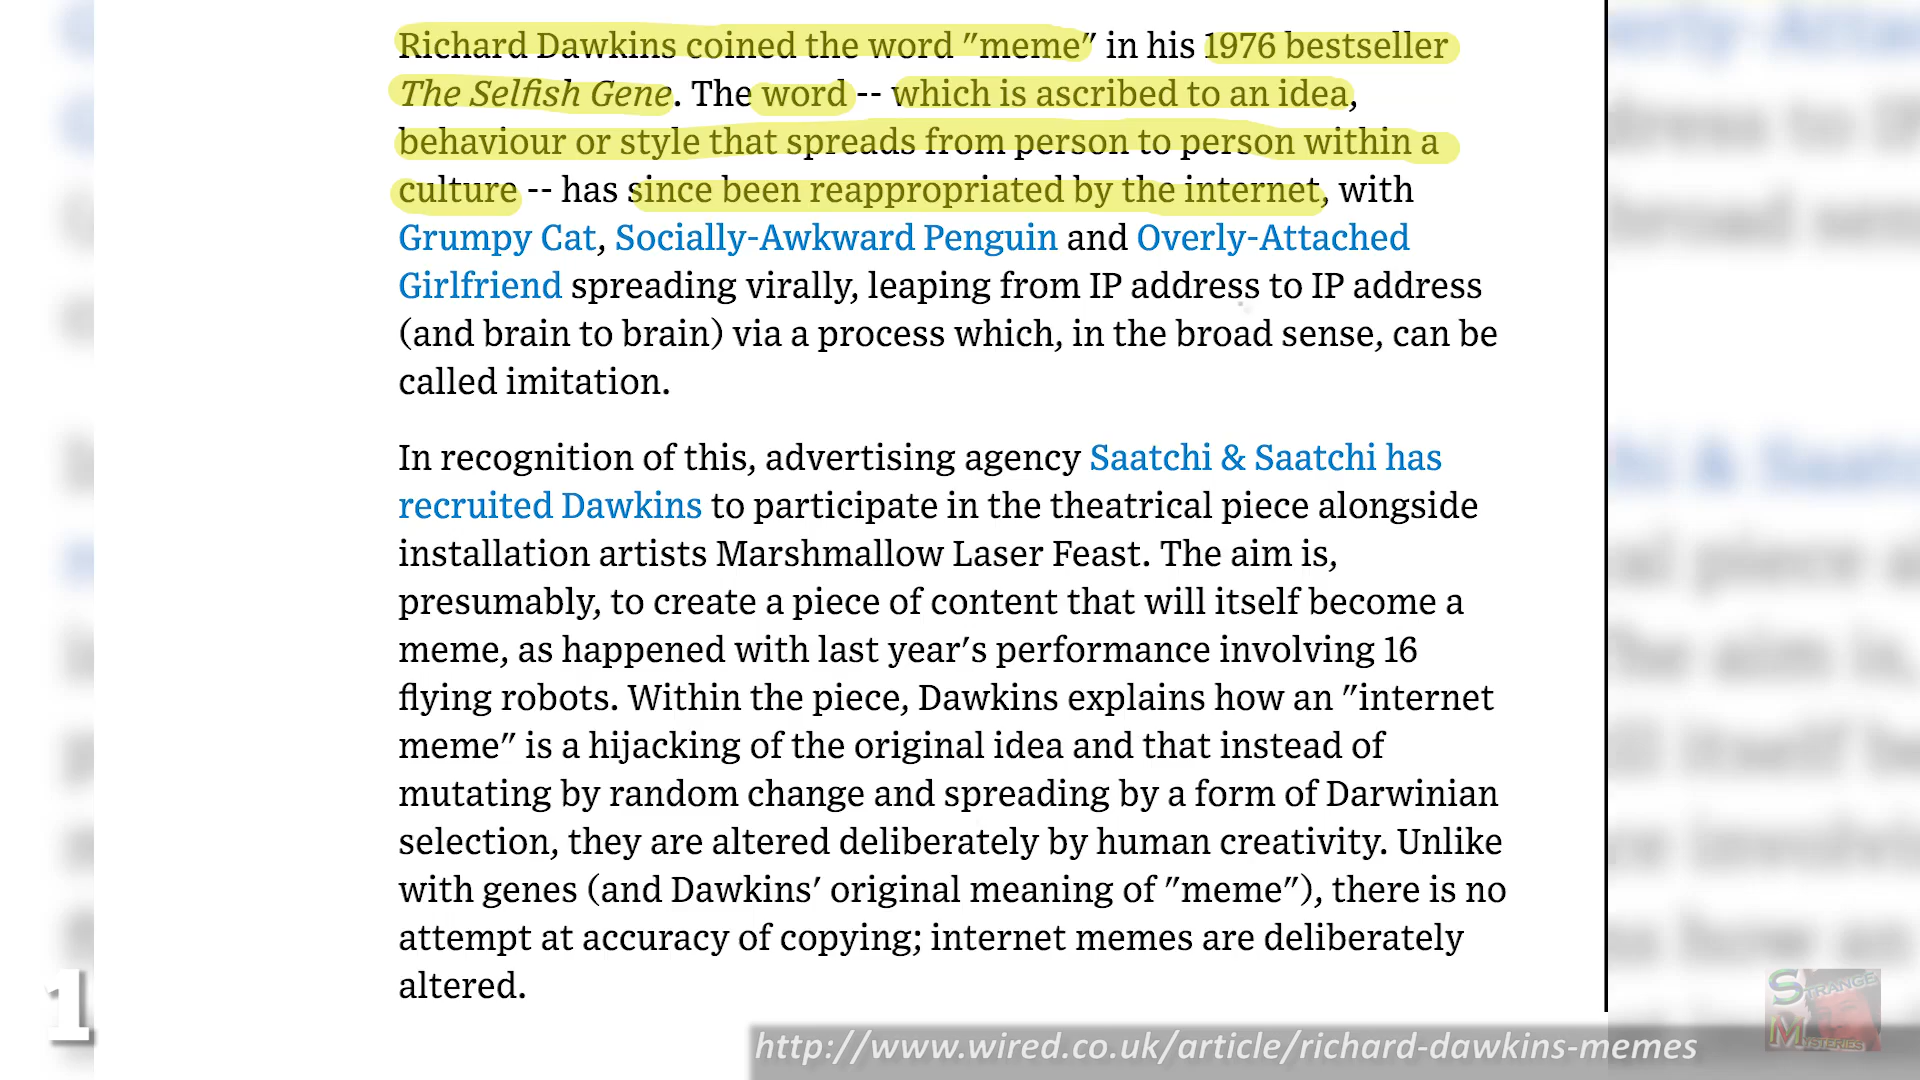 Richard Dawkins coined the word "meme" in his 1976 bestseller
The Selfish Gene. The word -- which is ascribed to an idea,
behaviour or style that spreads from person to person within a
culture -- has since been reappropriated by the internet, with
Grumpy Cat, Socially-Awkward Penguin and Overly-Attached
Girlfriend spreading virally, leaping from IP address to IP address
(and brain to brain) via a process which, in the broad sense, can be
called imitation.
In recognition of this, advertising agency Saatchi & Saatchi has
recruited Dawkins to participate in the theatrical piece alongside
installation artists Marshmallow Laser Feast. The aim is,
presumably, to create a piece of content that will itself become a
meme, as happened with last year's performance involving 16
flying robots. Within the piece, Dawkins explains how an "internet
meme" is a hijacking of the original idea and that instead of
mutating by random change and spreading by a form of Darwinian
selection, they are altered deliberately by human creativity. Unlike
with genes (and Dawkins' original meaning of "meme"), there is no
attempt at accuracy of copying; internet memes are deliberately
altered.
1
http://www.wired.co.uk/article/richard-dawkins-memes
STRANGE
MYSTERIES